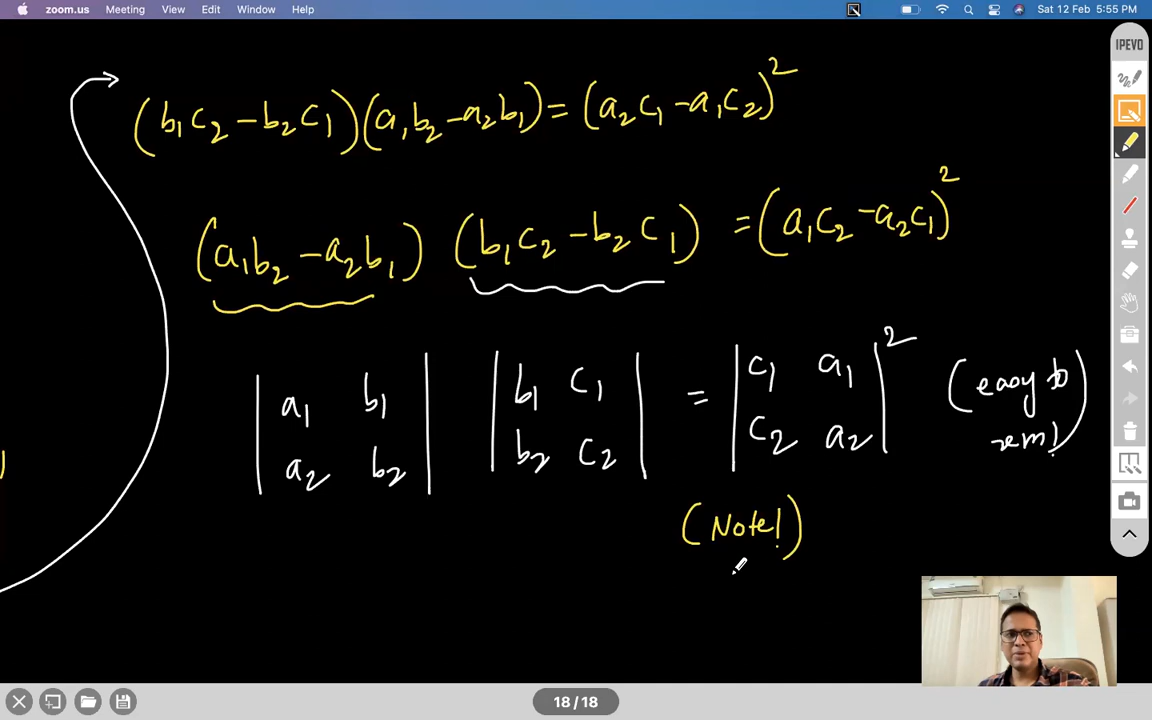 zoom.us Meeting View Edit Window Help Sat 12 Feb 5:55 PM
IPEVO
(b₁c₂ - b₂c₁)(a₁b₂ - a₂b₁) = (a₂c₁ - a₁c₂)²
(a₁b₂ - a₂b₁) (b₁c₂ - b₂c₁) = (a₁c₂ - a₂c₁)²
| a₁ b₁ | | b₁ c₁ | = | c₁ a₁ |² (easy to
| a₂ b₂ | | b₂ c₂ | | c₂ a₂ | rem!)
(Note!)
18/18